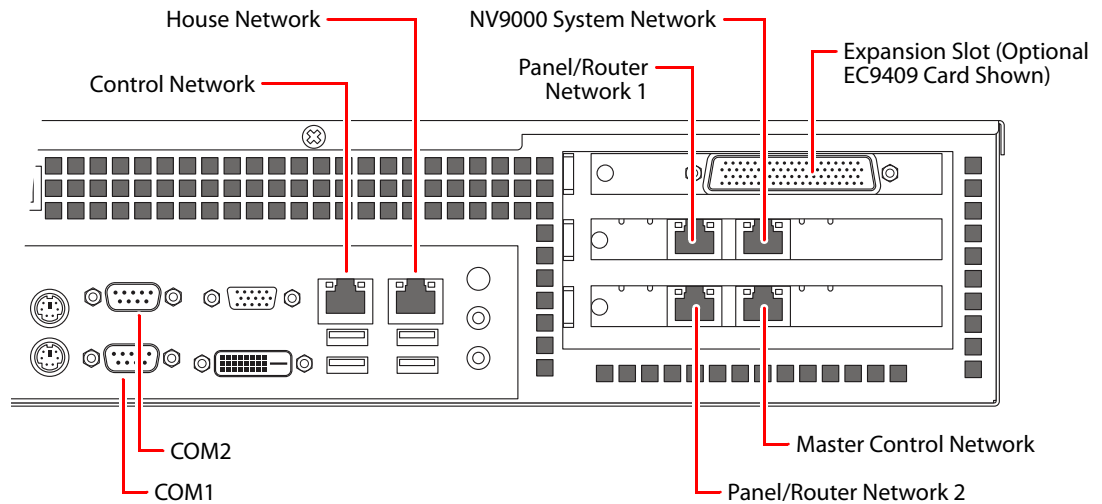 House Network
NV9000 System Network
Control Network
Panel/Router
Network 1
Expansion Slot (Optional
EC9409 Card Shown)
COM2
COM1
Master Control Network
Panel/Router Network 2